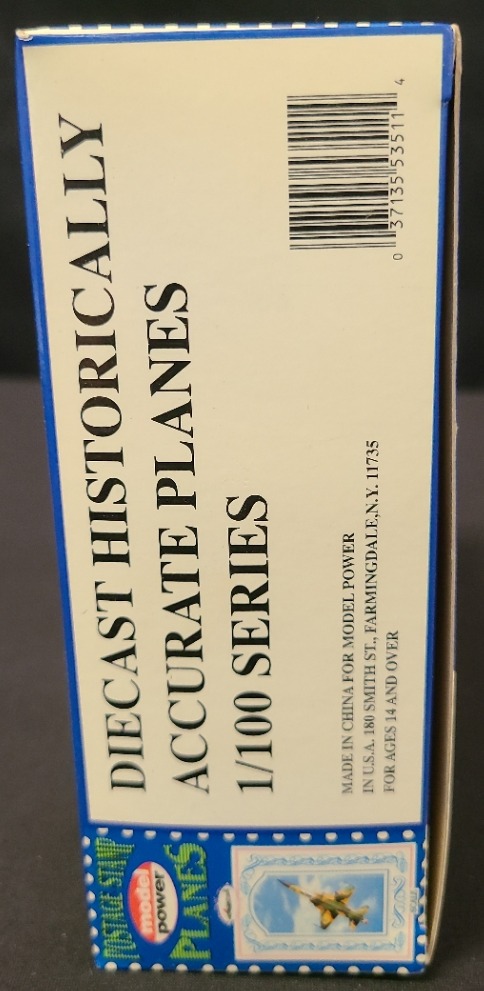 DIECAST HISTORICALLY
ACCURATE PLANES
1/100 SERIES
0 37135 53511 4
MADE IN CHINA FOR MODEL POWER
IN U.S.A. 180 SMITH ST., FARMINGDALE,N.Y. 11735
FOR AGES 14 AND OVER
POSTAGE STAMP
model
power
PLANES